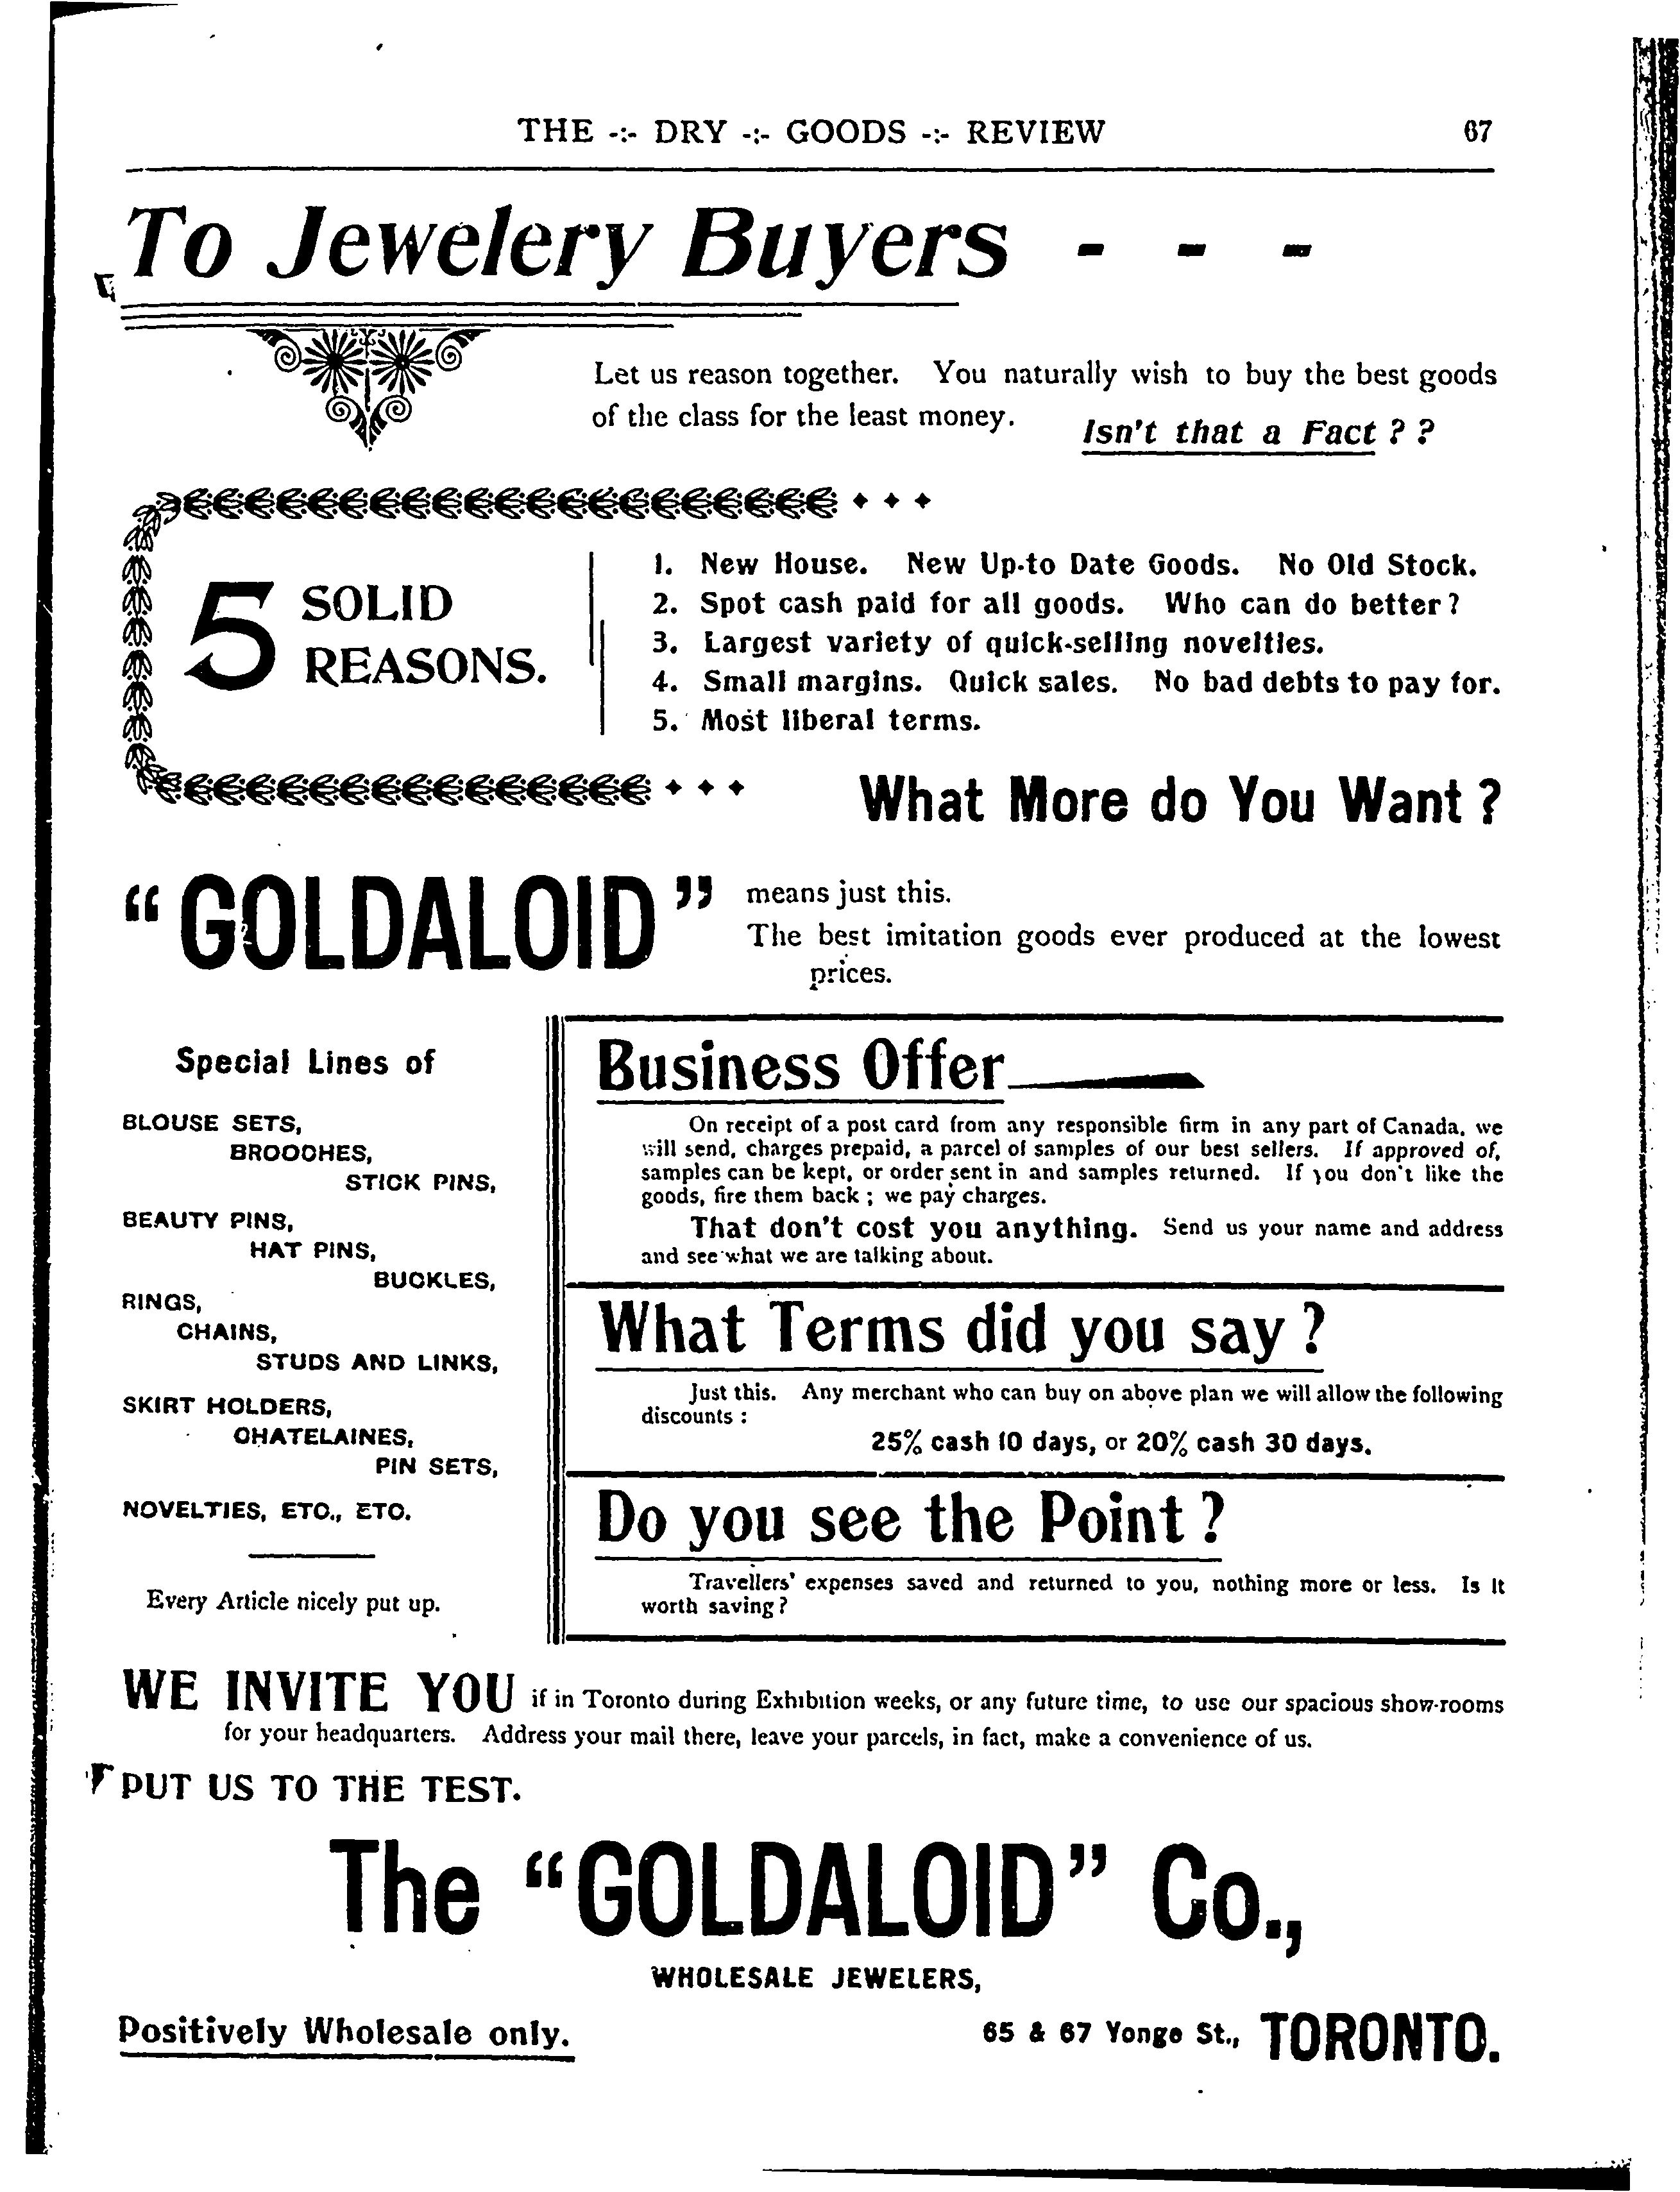 THE -:- DRY -:- GOODS -:- REVIEW 67
To Jewelery Buyers - - -
Let us reason together. You naturally wish to buy the best goods
of the class for the least money. Isn't that a Fact ? ?
5 SOLID
REASONS.
1. New House. New Up-to Date Goods. No Old Stock.
2. Spot cash paid for all goods. Who can do better ?
3. Largest variety of quick-selling novelties.
4. Small margins. Quick sales. No bad debts to pay for.
5. Most liberal terms.
What More do You Want ?
“GOLDALOID” means just this.
The best imitation goods ever produced at the lowest
prices.
Special Lines of
BLOUSE SETS,
BROOCHES,
STICK PINS,
BEAUTY PINS,
HAT PINS,
BUCKLES,
RINGS,
CHAINS,
STUDS AND LINKS,
SKIRT HOLDERS,
CHATELAINES,
PIN SETS,
NOVELTIES, ETC., ETC.
Every Article nicely put up.
Business Offer
On receipt of a post card from any responsible firm in any part of Canada, we
will send, charges prepaid, a parcel of samples of our best sellers. If approved of,
samples can be kept, or order sent in and samples returned. If you don't like the
goods, fire them back ; we pay charges.
That don't cost you anything. Send us your name and address
and see what we are talking about.
What Terms did you say ?
Just this. Any merchant who can buy on above plan we will allow the following
discounts :
25% cash 10 days, or 20% cash 30 days.
Do you see the Point ?
Travellers' expenses saved and returned to you, nothing more or less. Is it
worth saving ?
WE INVITE YOU if in Toronto during Exhibition weeks, or any future time, to use our spacious show-rooms
for your headquarters. Address your mail there, leave your parcels, in fact, make a convenience of us.
PUT US TO THE TEST.
The “GOLDALOID” Co.,
WHOLESALE JEWELERS,
Positively Wholesale only. 65 & 67 Yonge St., TORONTO.